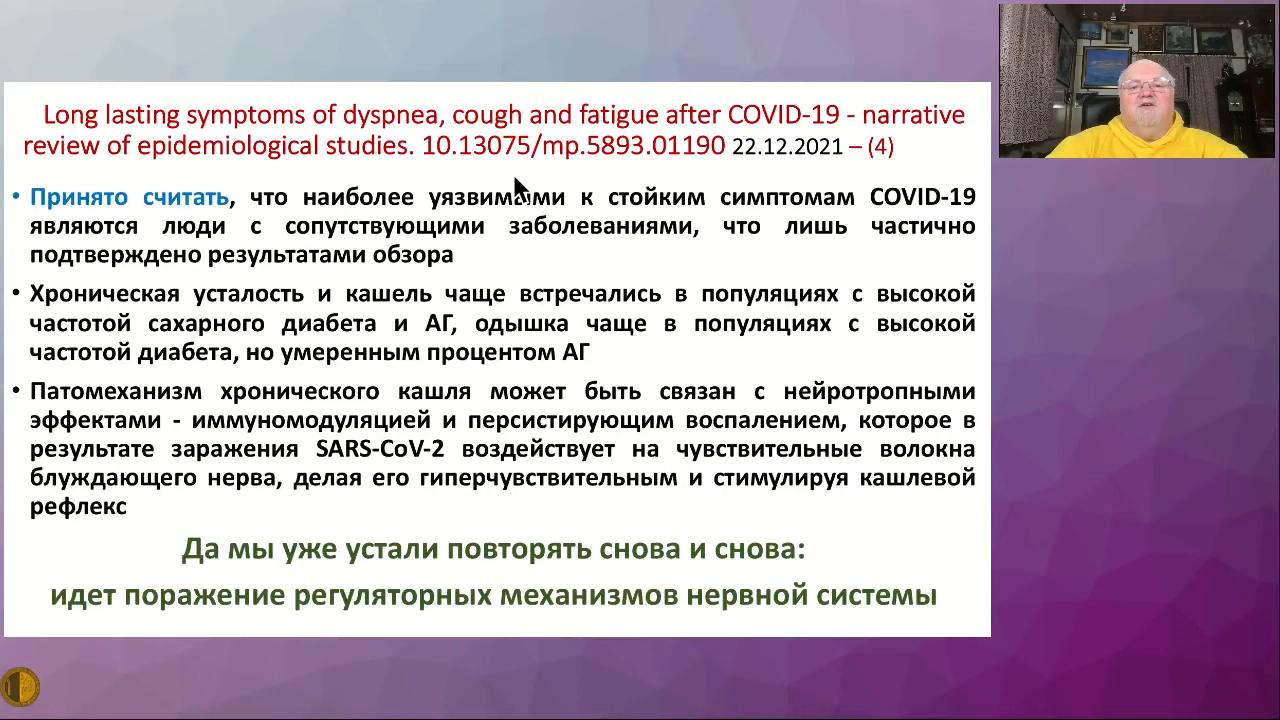 Long lasting symptoms of dyspnea, cough and fatigue after COVID-19 - narrative
review of epidemiological studies. 10.13075/mp.5893.01190 22.12.2021 – (4)
• Принято считать, что наиболее уязвимыми к стойким симптомам COVID-19
являются люди с сопутствующими заболеваниями, что лишь частично
подтверждено результатами обзора
• Хроническая усталость и кашель чаще встречались в популяциях с высокой
частотой сахарного диабета и АГ, одышка чаще в популяциях с высокой
частотой диабета, но умеренным процентом АГ
• Патомеханизм хронического кашля может быть связан с нейротропными
эффектами - иммуномодуляцией и персистирующим воспалением, которое в
результате заражения SARS-CoV-2 воздействует на чувствительные волокна
блуждающего нерва, делая его гиперчувствительным и стимулируя кашлевой
рефлекс
Да мы уже устали повторять снова и снова:
идет поражение регуляторных механизмов нервной системы